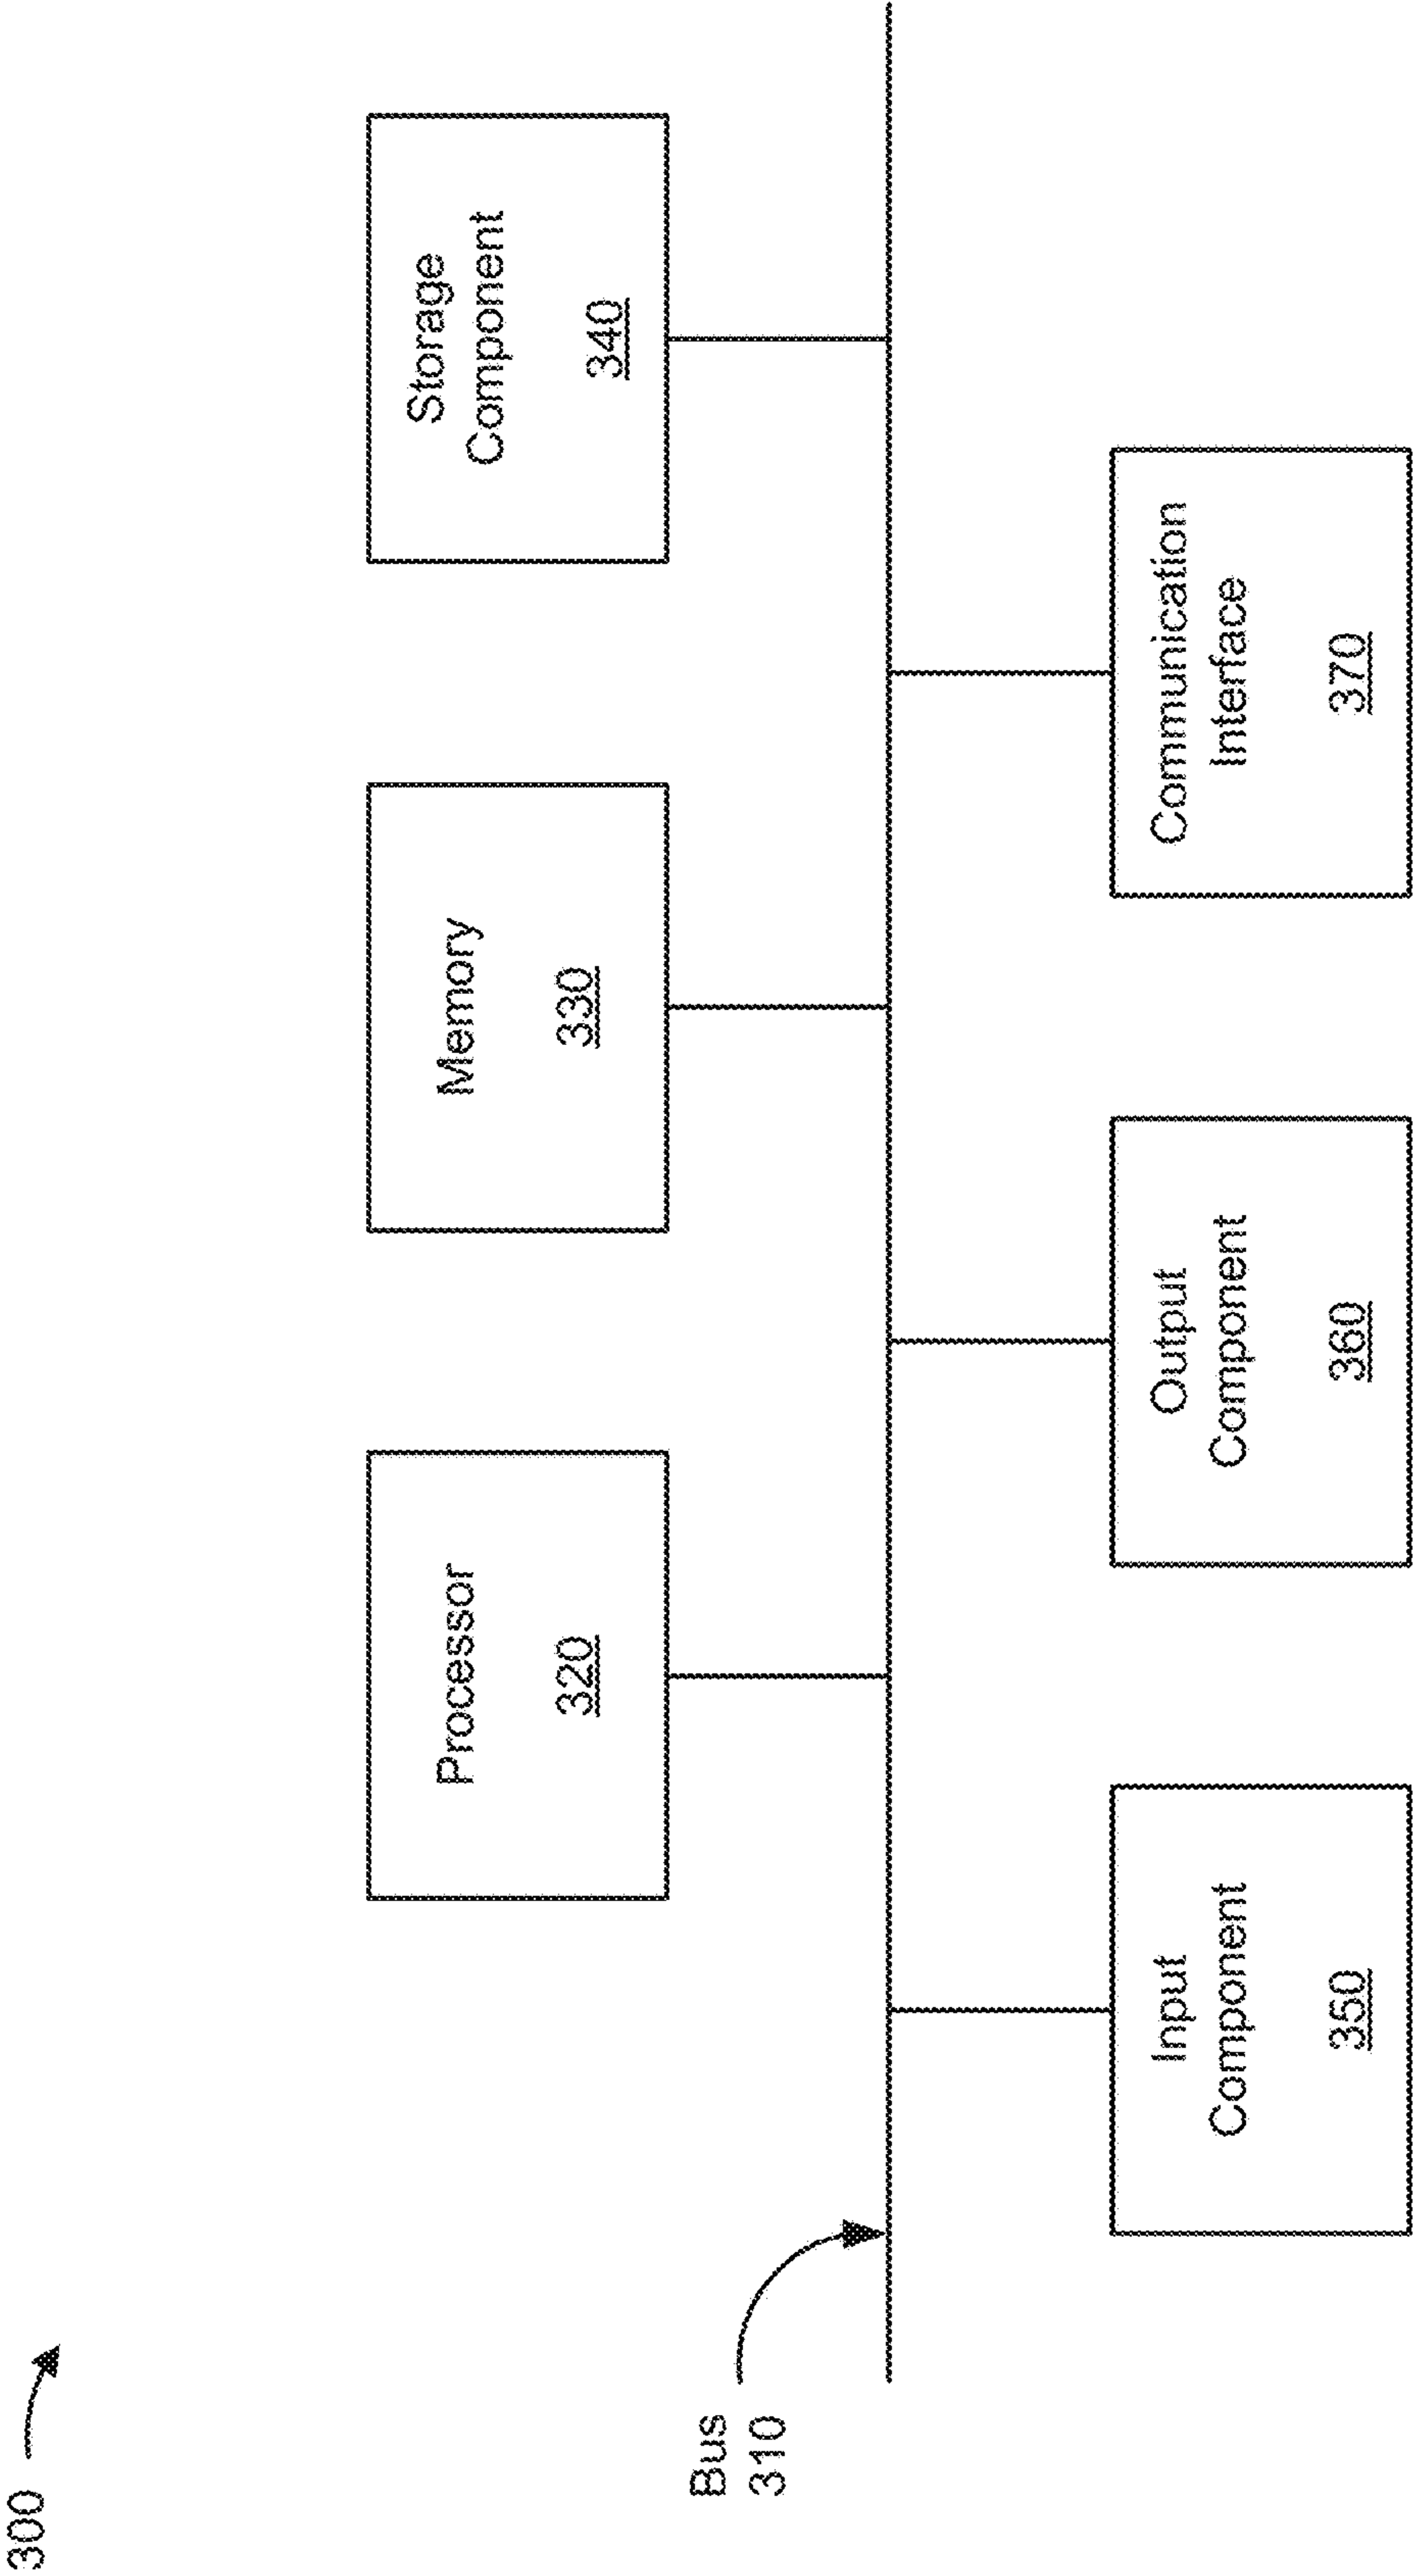 300
Processor
320
Memory
330
Storage
Component
340
Bus
310
Input
Component
350
Output
Component
360
Communication
Interface
370